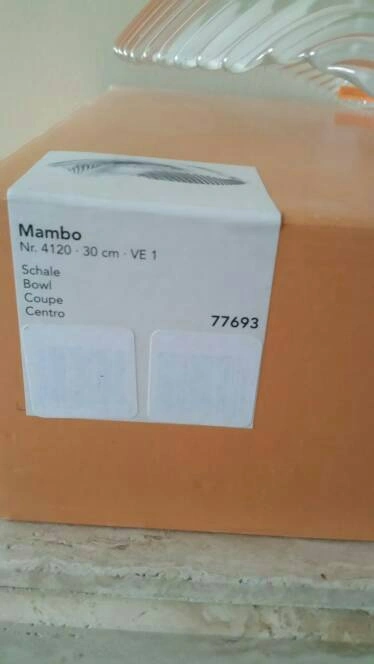 Mambo
Nr. 4120 · 30 cm · VE 1
Schale
Bowl
Coupe
Centro
77693